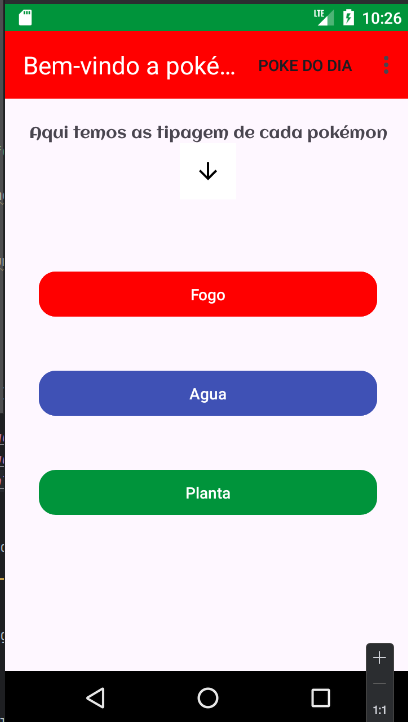 LTE 10:26
Bem-vindo a poké... POKE DO DIA
Aqui temos as tipagem de cada pokémon
Fogo
Agua
Planta
1:1